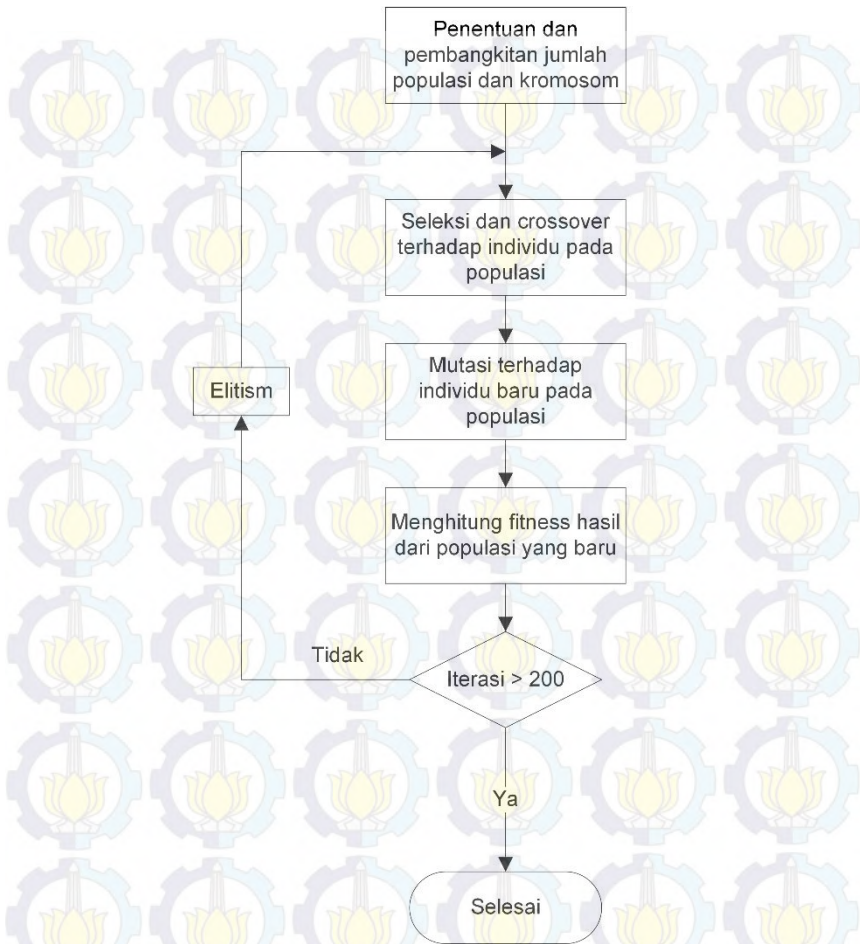 Penentuan dan
pembangkitan jumlah
populasi dan kromosom
Seleksi dan crossover
terhadap individu pada
populasi
Mutasi terhadap
individu baru pada
populasi
Elitism
Menghitung fitness hasil
dari populasi yang baru
Tidak
Iterasi > 200
Ya
Selesai